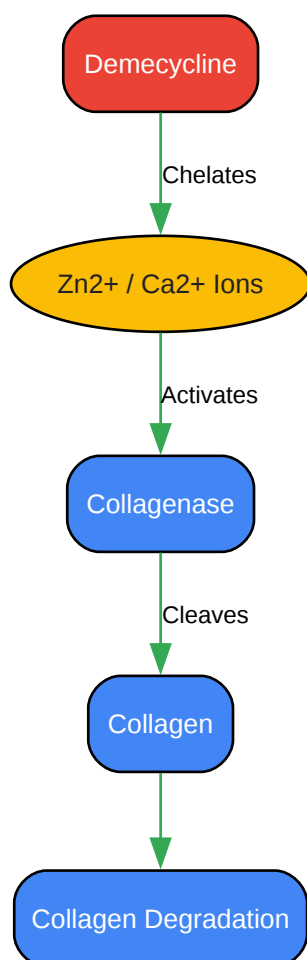 Demecycline
Chelates
Zn2+ / Ca2+ Ions
Activates
Collagenase
Cleaves
Collagen
Collagen Degradation